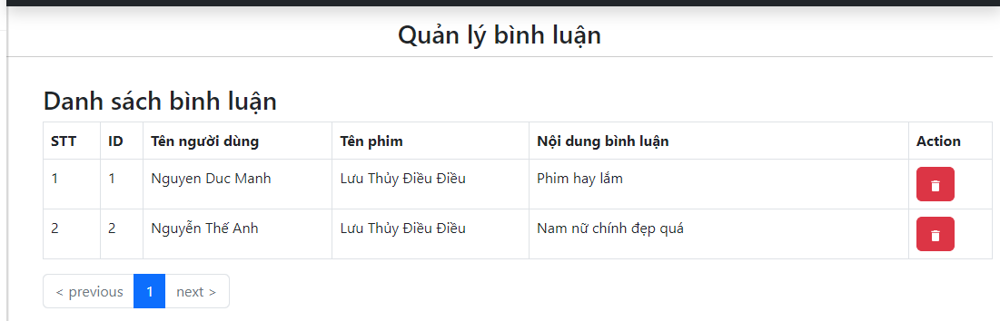 Quản lý bình luận
Danh sách bình luận
STT ID Tên người dùng Tên phim Nội dung bình luận Action
1 1 Nguyen Duc Manh Lưu Thủy Điều Điều Phim hay lắm
2 2 Nguyễn Thế Anh Lưu Thủy Điều Điều Nam nữ chính đẹp quá
< previous 1 next >